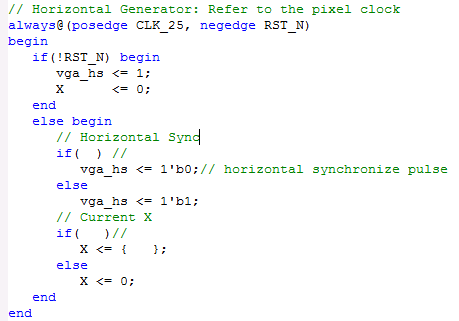 // Horizontal Generator: Refer to the pixel clock
always@(posedge CLK_25, negedge RST_N)
begin
if(!RST_N) begin
vga_hs <= 1;
X <= 0;
end
else begin
// Horizontal Sync
if( ) //
vga_hs <= 1'b0;// horizontal synchronize pulse
else
vga_hs <= 1'b1;
// Current X
if( )//
X <= { };
else
X <= 0;
end
end